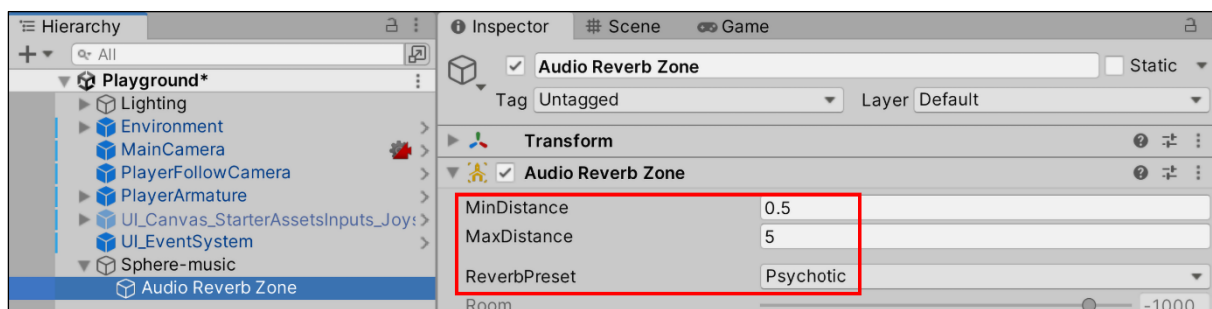 Hierarchy
All
Playground*
Lighting
Environment
MainCamera
PlayerFollowCamera
PlayerArmature
UI_Canvas_StarterAssetsInputs_Joys
UI_EventSystem
Sphere-music
Audio Reverb Zone
Inspector Scene Game
Audio Reverb Zone Static
Tag Untagged Layer Default
Transform
Audio Reverb Zone
MinDistance 0.5
MaxDistance 5
ReverbPreset Psychotic
Room -1000